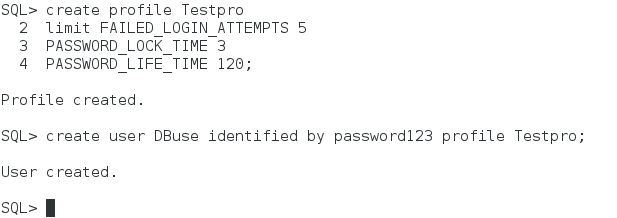 SQL> create profile Testpro
2 limit FAILED_LOGIN_ATTEMPTS 5
3 PASSWORD_LOCK_TIME 3
4 PASSWORD_LIFE_TIME 120;
Profile created.
SQL> create user DBuse identified by password123 profile Testpro;
User created.
SQL>